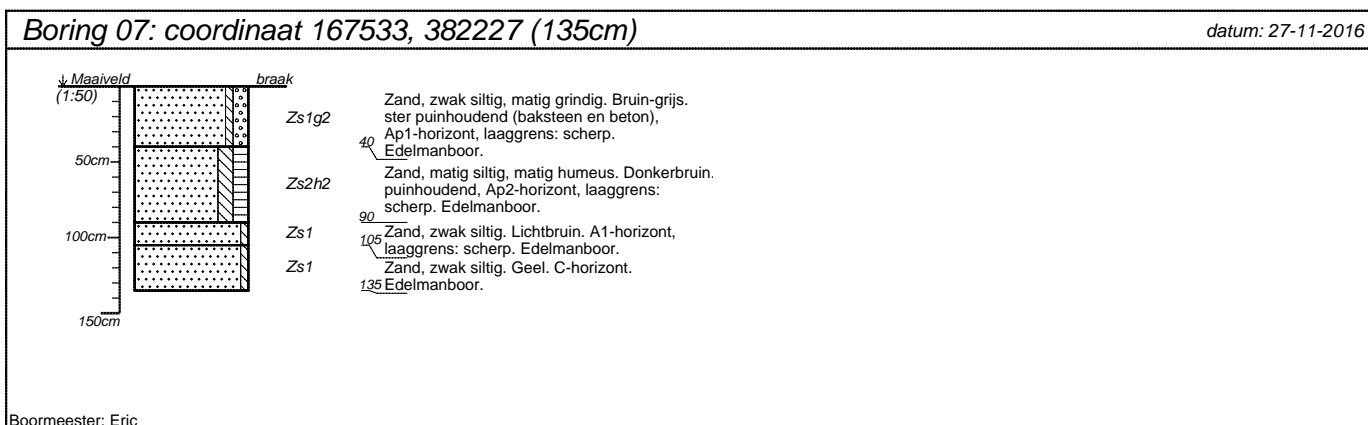 Boring 07: coordinaat 167533, 382227 (135cm)
datum: 27-11-2016
Maaiveld
braak
(1:50)
Zs1g2
Zand, zwak siltig, matig grindig. Bruin-grijs.
ster puinhoudend (baksteen en beton),
Ap1-horizont, laaggrens: scherp.
40
Edelmanboor.
50cm
Zs2h2
Zand, matig siltig, matig humeus. Donkerbruin.
puinhoudend, Ap2-horizont, laaggrens:
scherp. Edelmanboor.
90
100cm
Zs1
Zand, zwak siltig. Lichtbruin. A1-horizont,
105
laaggrens: scherp. Edelmanboor.
Zs1
Zand, zwak siltig. Geel. C-horizont.
135
Edelmanboor.
150cm
Boormeester: Eric